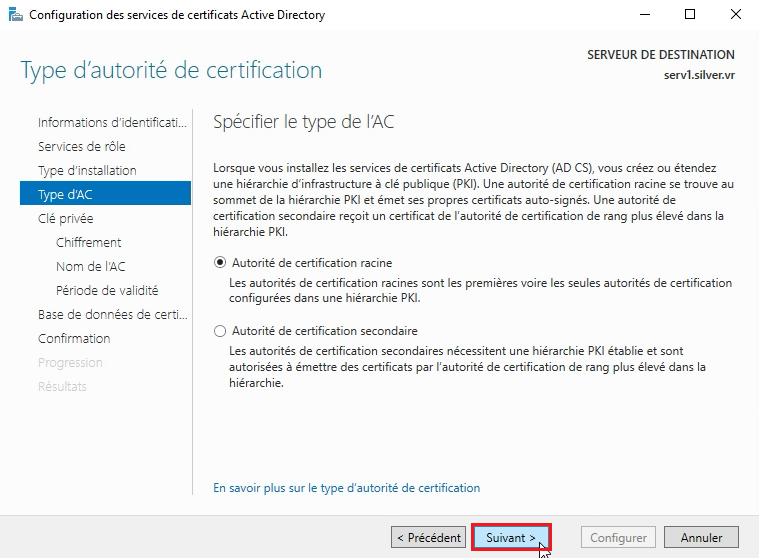 Configuration des services de certificats Active Directory
Type d’autorité de certification
SERVEUR DE DESTINATION
serv1.silver.vr
Informations d’identificati...
Services de rôle
Type d’installation
Type d’AC
Clé privée
Chiffrement
Nom de l’AC
Période de validité
Base de données de certi...
Confirmation
Progression
Résultats
Spécifier le type de l’AC
Lorsque vous installez les services de certificats Active Directory (AD CS), vous créez ou étendez
une hiérarchie d’infrastructure à clé publique (PKI). Une autorité de certification racine se trouve au
sommet de la hiérarchie PKI et émet ses propres certificats auto-signés. Une autorité de
certification secondaire reçoit un certificat de l’autorité de certification de rang plus élevé dans la
hiérarchie PKI.
Autorité de certification racine
Les autorités de certification racines sont les premières voire les seules autorités de certification
configurées dans une hiérarchie PKI.
Autorité de certification secondaire
Les autorités de certification secondaires nécessitent une hiérarchie PKI établie et sont
autorisées à émettre des certificats par l’autorité de certification de rang plus élevé dans la
hiérarchie.
En savoir plus sur le type d’autorité de certification
< Précédent
Suivant >
Configurer
Annuler